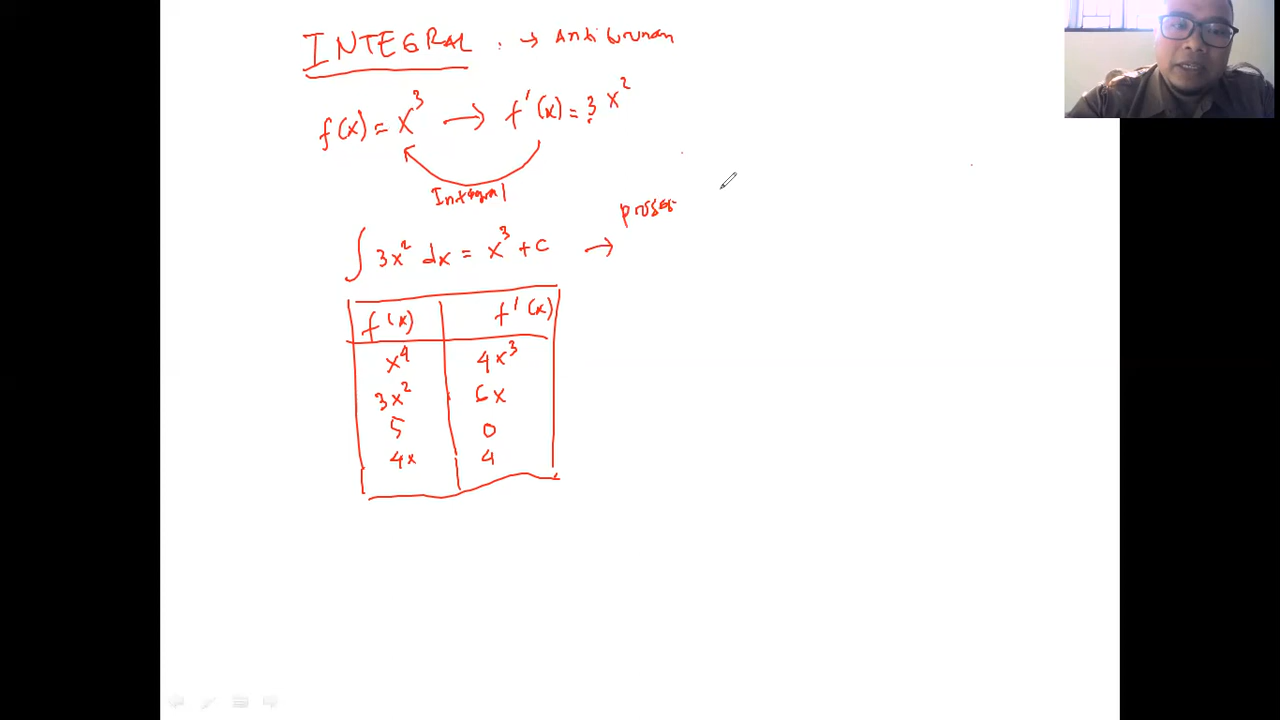 INTEGRAL . → Anti turunan
f(x) = x³ → f'(x) = 3x²
Integral
∫ 3x² dx = x³ + c → proses
f(x) f'(x)
x⁴ 4x³
3x² 6x
5 0
4x 4